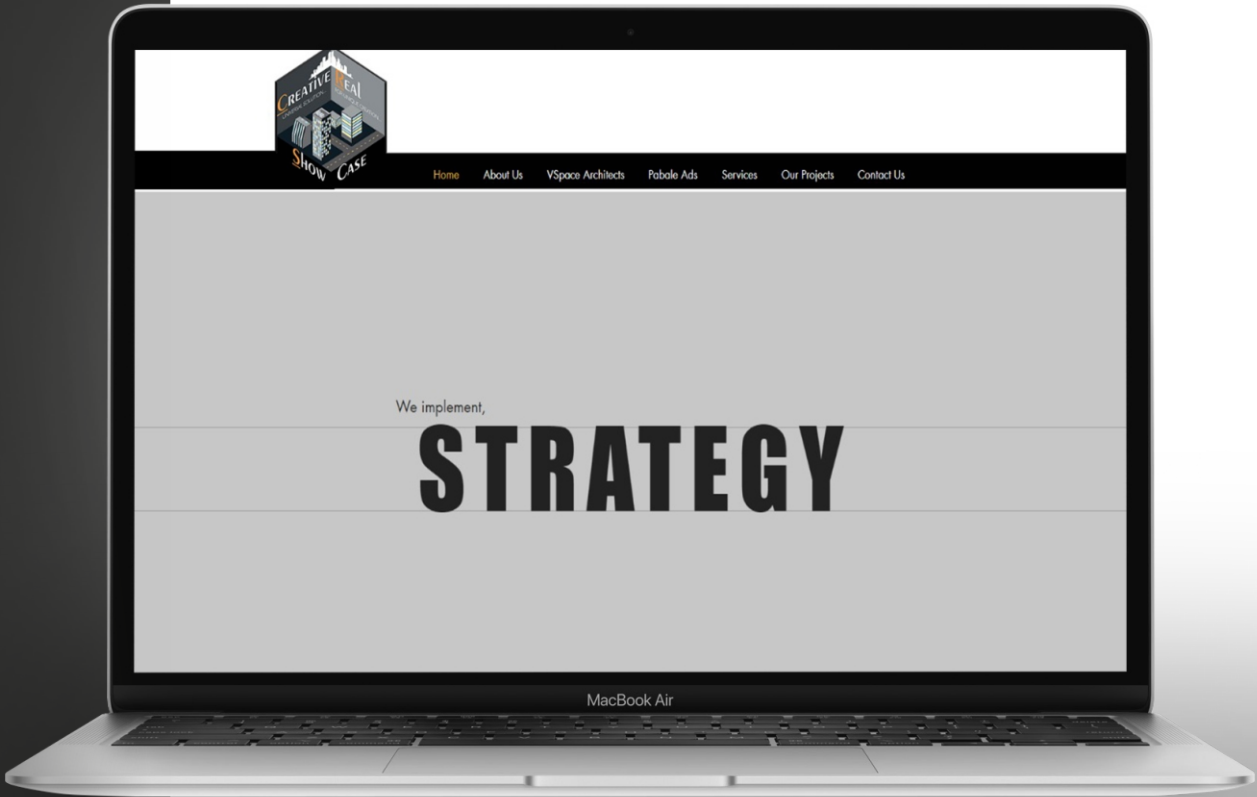 CREATIVE REAL
SHOW CASE
Home About Us VSpace Architects Pabale Ads Services Our Projects Contact Us
We implement,
STRATEGY
MacBook Air